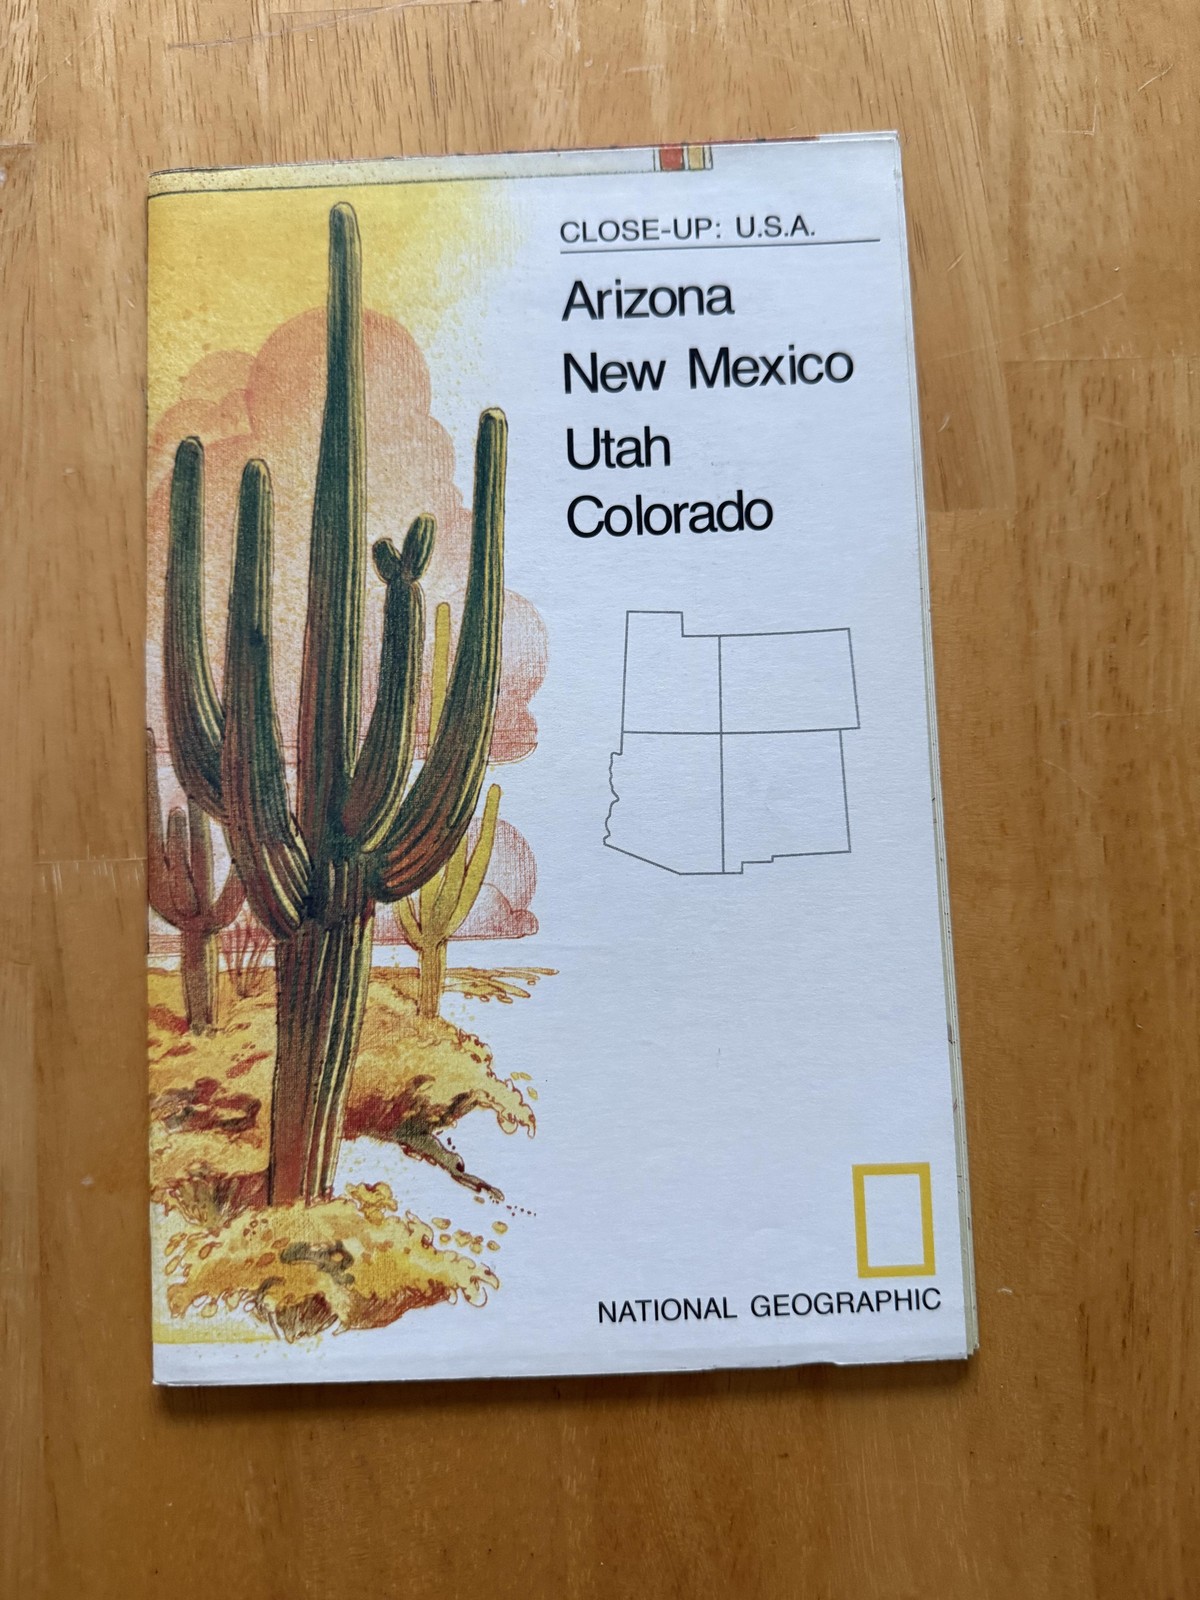 CLOSE-UP: U.S.A.
Arizona
New Mexico
Utah
Colorado
NATIONAL GEOGRAPHIC